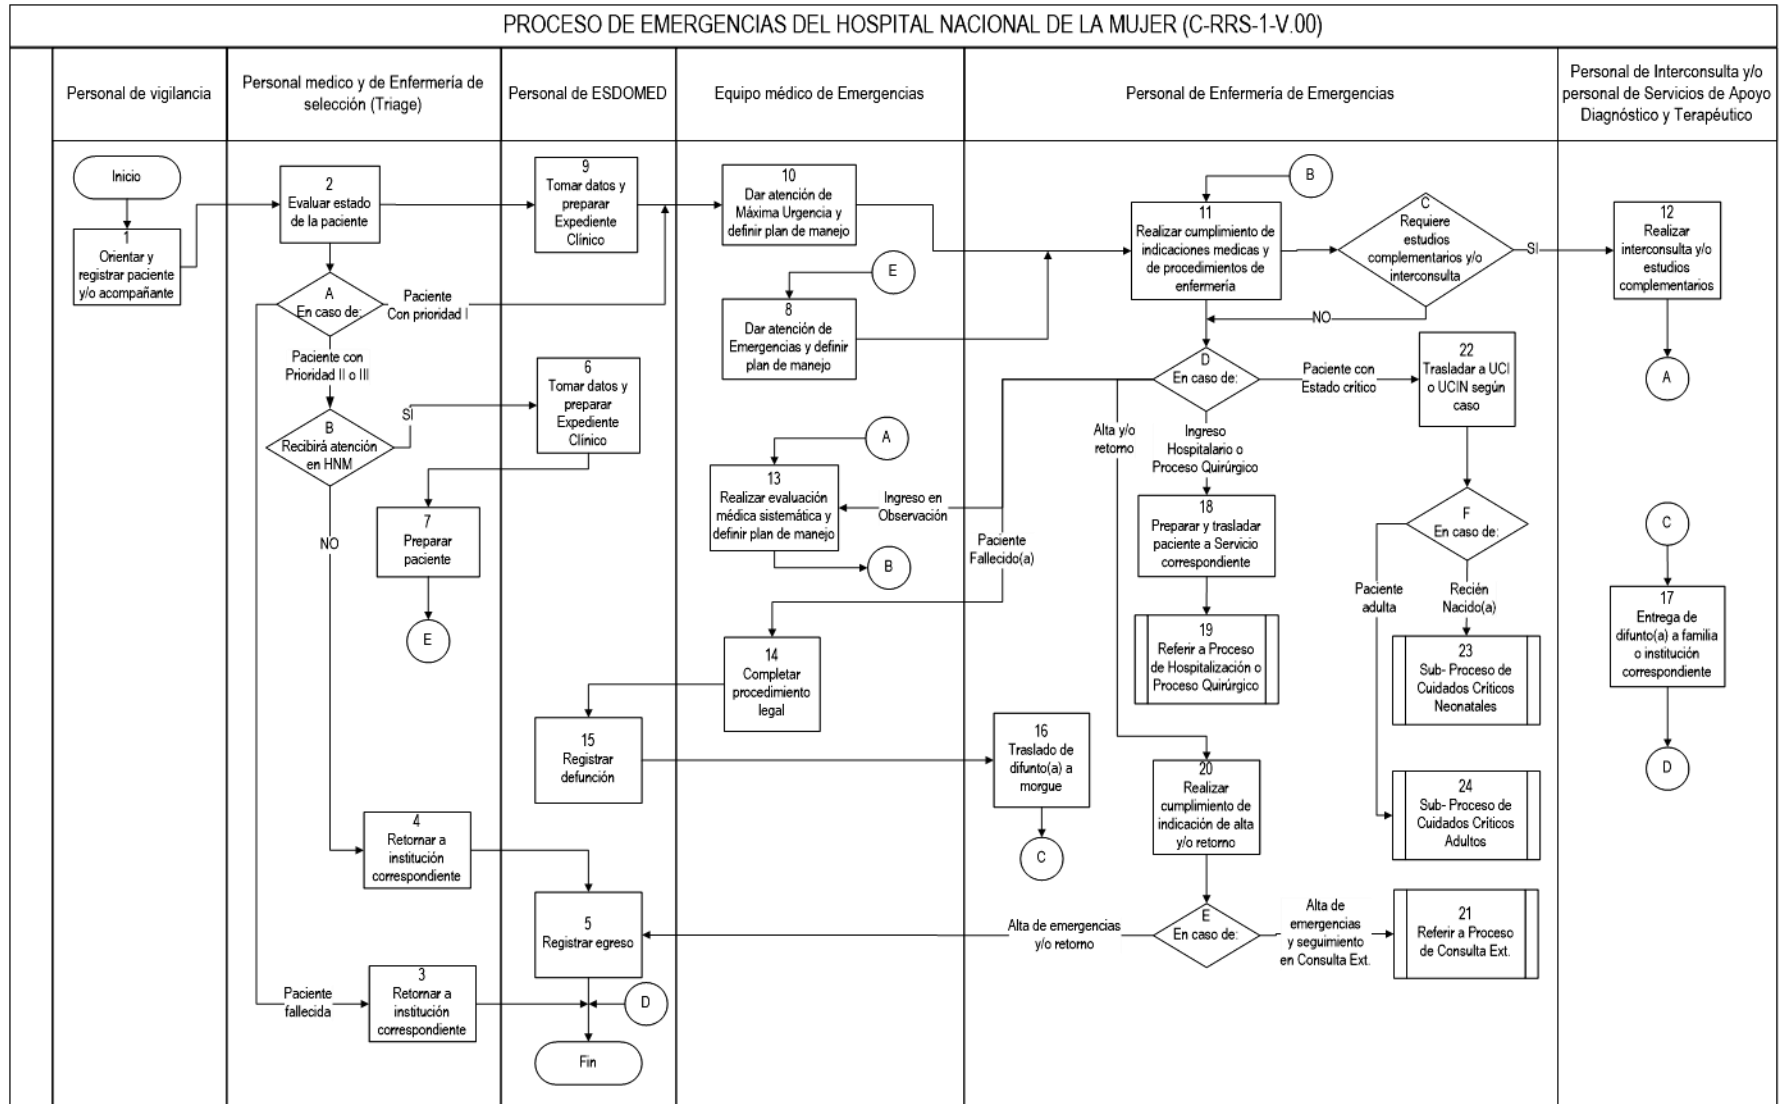 PROCESO DE EMERGENCIAS DEL HOSPITAL NACIONAL DE LA MUJER (C-RRS-1-V.00)
Personal de vigilancia
Personal medico y de Enfermería de
selección (Triage)
Personal de ESDOMED
Equipo médico de Emergencias
Personal de Enfermería de Emergencias
Personal de Interconsulta y/o
personal de Servicios de Apoyo
Diagnóstico y Terapéutico
Inicio
1
Orientar y
registrar paciente
y/o acompañante
2
Evaluar estado
de la paciente
A
En caso de:
Paciente
Con prioridad I
Paciente con
Prioridad II o III
B
Recibirá atención
en HNM
SI
NO
7
Preparar
paciente
E
4
Retornar a
institución
correspondiente
Paciente
fallecida
3
Retornar a
institución
correspondiente
9
Tomar datos y
preparar
Expediente
Clínico
6
Tomar datos y
preparar
Expediente
Clínico
15
Registrar
defunción
5
Registrar egreso
D
Fin
10
Dar atención de
Máxima Urgencia y
definir plan de manejo
E
8
Dar atención de
Emergencias y definir
plan de manejo
A
13
Realizar evaluación
médica sistemática y
definir plan de manejo
Ingreso en
Observación
B
14
Completar
procedimiento
legal
Paciente
Fallecido(a)
B
11
Realizar cumplimiento de
indicaciones medicas y
de procedimientos de
enfermería
C
Requiere
estudios
complementarios y/o
interconsulta
SI
NO
D
En caso de:
Paciente con
Estado crítico
22
Trasladar a UCI
o UCIN según
caso
Alta y/o
retorno
Ingreso
Hospitalario o
Proceso Quirúrgico
18
Preparar y trasladar
paciente a Servicio
correspondiente
19
Referir a Proceso
de Hospitalización o
Proceso Quirúrgico
F
En caso de:
Paciente
adulta
Recién
Nacido(a)
23
Sub- Proceso de
Cuidados Críticos
Neonatales
24
Sub- Proceso de
Cuidados Críticos
Adultos
16
Traslado de
difunto(a) a
morgue
C
20
Realizar
cumplimiento de
indicación de alta
y/o retorno
E
En caso de:
Alta de emergencias
y/o retorno
Alta de
emergencias
y seguimiento
en Consulta Ext.
21
Referir a Proceso
de Consulta Ext.
12
Realizar
interconsulta y/o
estudios
complementarios
A
C
17
Entrega de
difunto(a) a familia
o institución
correspondiente
D